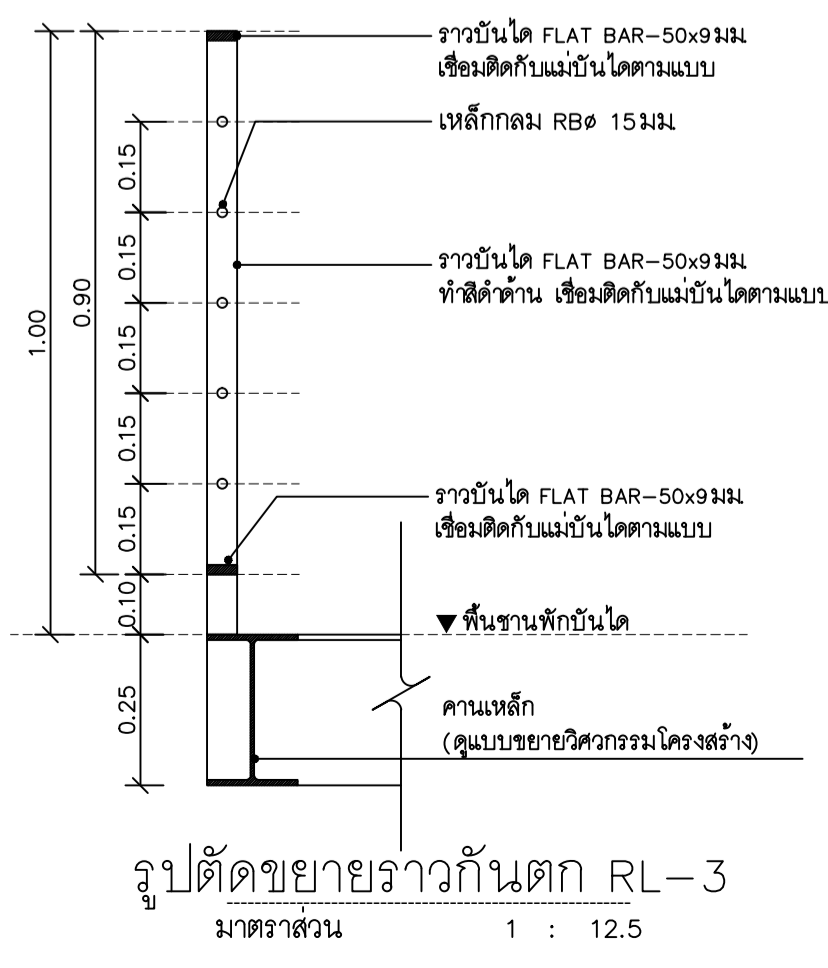 ราวบันได FLAT BAR-50x9มม.
เชื่อมติดกับแม่บันไดตามแบบ
เหล็กกลม RBø 15มม.
0.15
0.15
ราวบันได FLAT BAR-50x9มม.
ทำสีดำด้าน เชื่อมติดกับแม่บันไดตามแบบ
0.90
1.00
0.15
0.15
ราวบันได FLAT BAR-50x9มม.
เชื่อมติดกับแม่บันไดตามแบบ
0.15
0.10
พื้นชานพักบันได
0.25
คานเหล็ก
(ดูแบบขยายวิศวกรรมโครงสร้าง)
รูปตัดขยายราวกันตก RL-3
มาตราส่วน 1 : 12.5